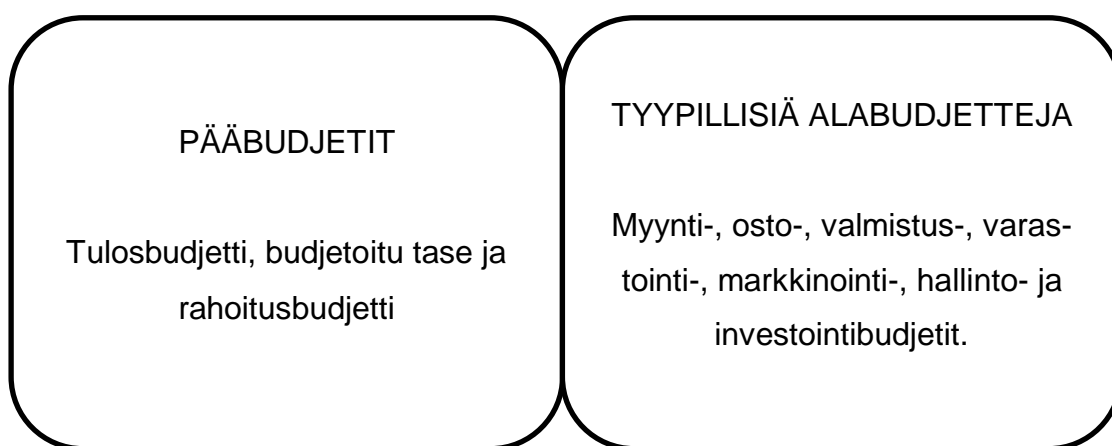 PÄÄBUDJETIT
Tulosbudjetti, budjetoitu tase ja
rahoitusbudjetti
TYYPILLISIÄ ALABUDJETTEJA
Myynti-, osto-, valmistus-, varas-
tointi-, markkinointi-, hallinto- ja
investointibudjetit.